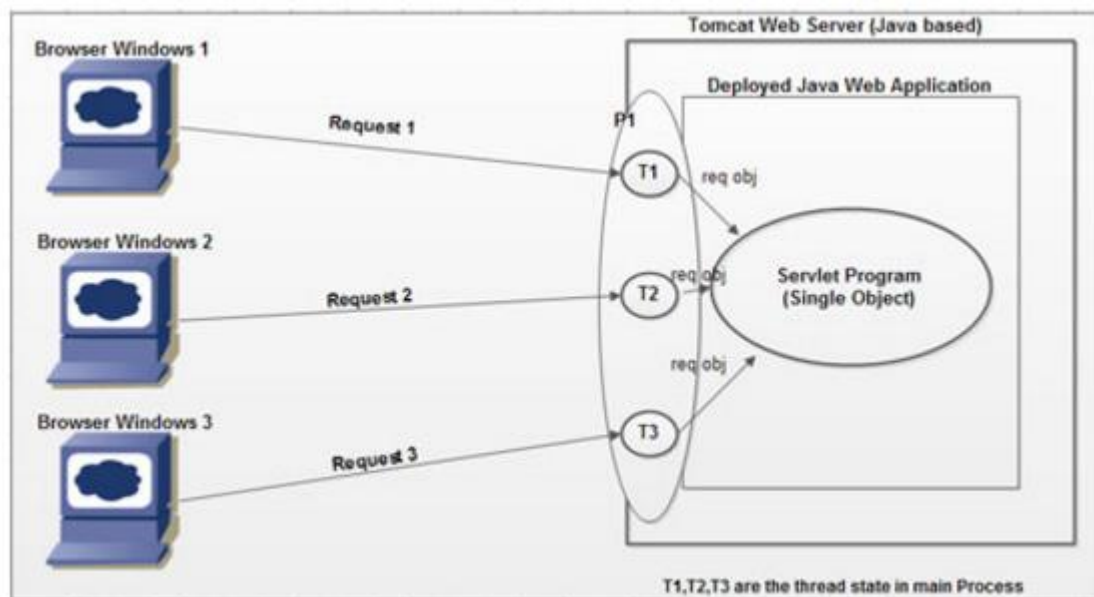 Tomcat Web Server (Java based)
Browser Windows 1
Deployed Java Web Application
P1
Request 1
T1
req obj
Browser Windows 2
Request 2
T2
req obj
Servlet Program
(Single Object)
req obj
Browser Windows 3
Request 3
T3
T1,T2,T3 are the thread state in main Process